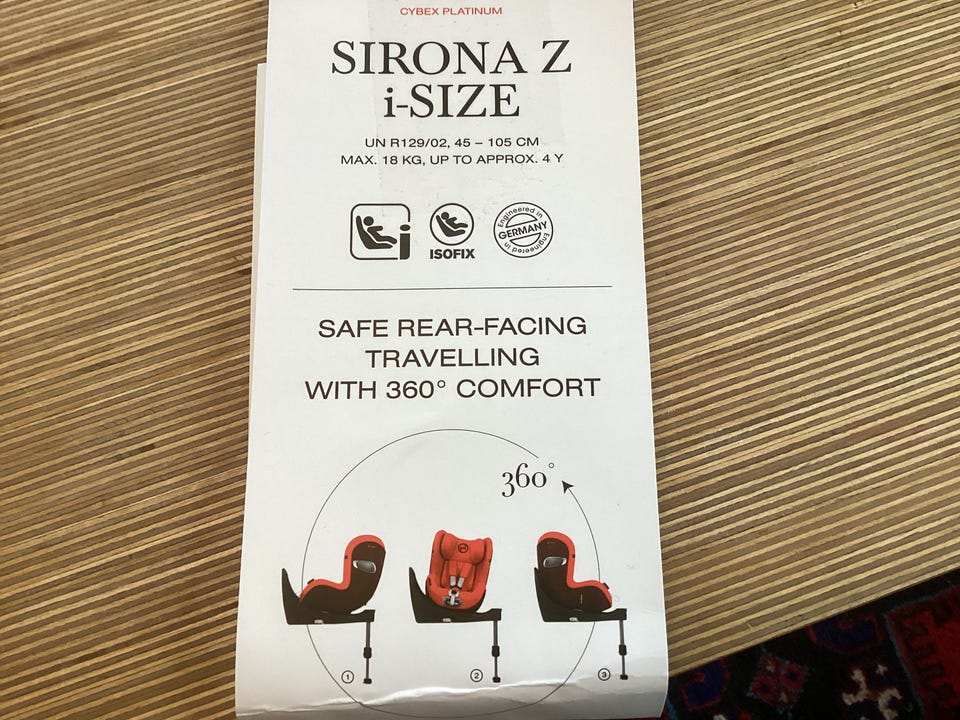 CYBEX PLATINUM
SIRONA Z
i-SIZE
UN R129/02, 45 – 105 CM
MAX. 18 KG, UP TO APPROX. 4 Y
i
ISOFIX
Engineered in
GERMANY
Engineered in
SAFE REAR-FACING
TRAVELLING
WITH 360° COMFORT
360°
1
2
3